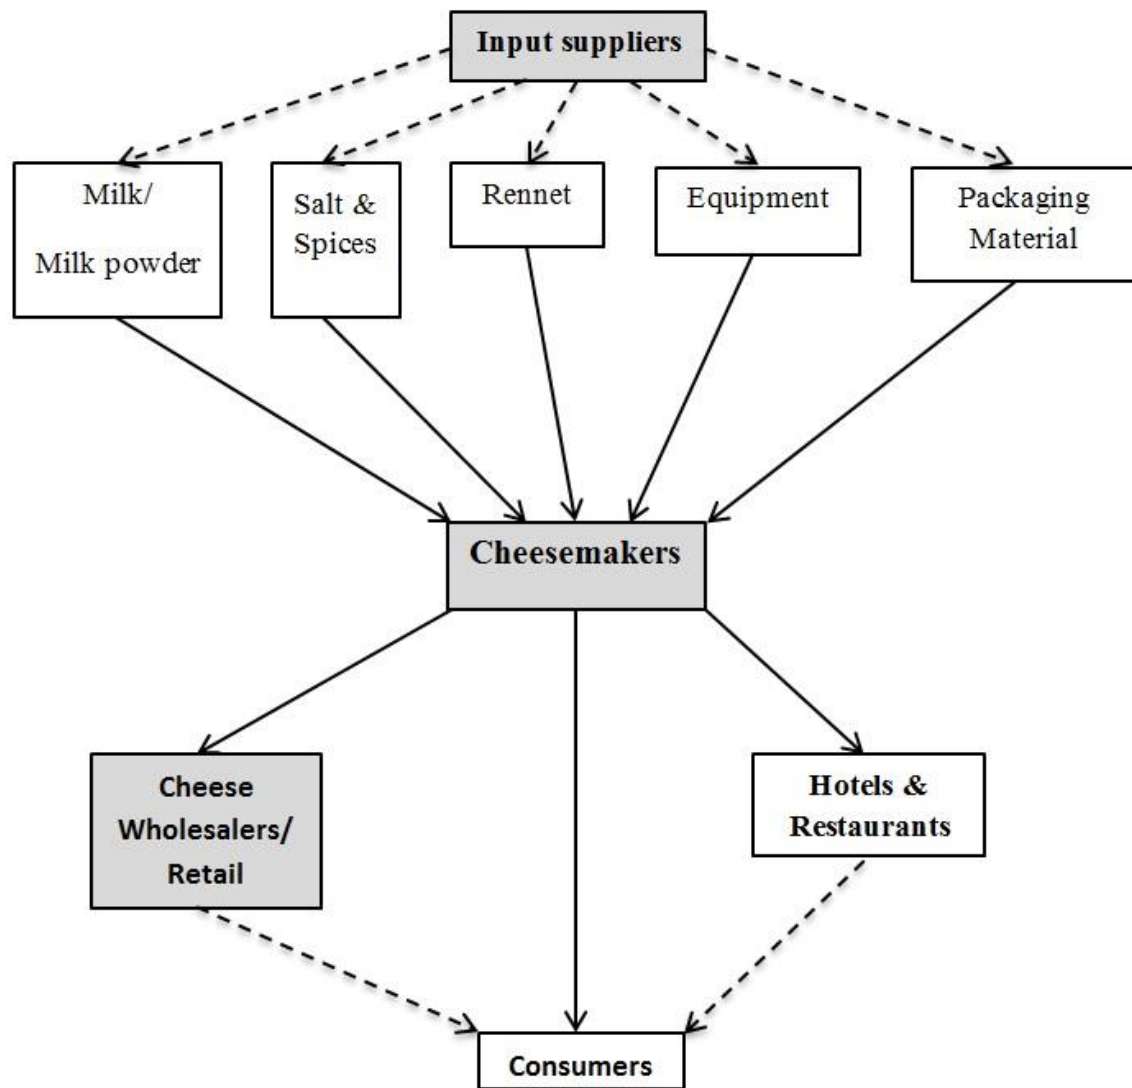 Input suppliers
Milk/
Milk powder
Salt &
Spices
Rennet
Equipment
Packaging
Material
Cheesemakers
Cheese
Wholesalers/
Retail
Hotels &
Restaurants
Consumers